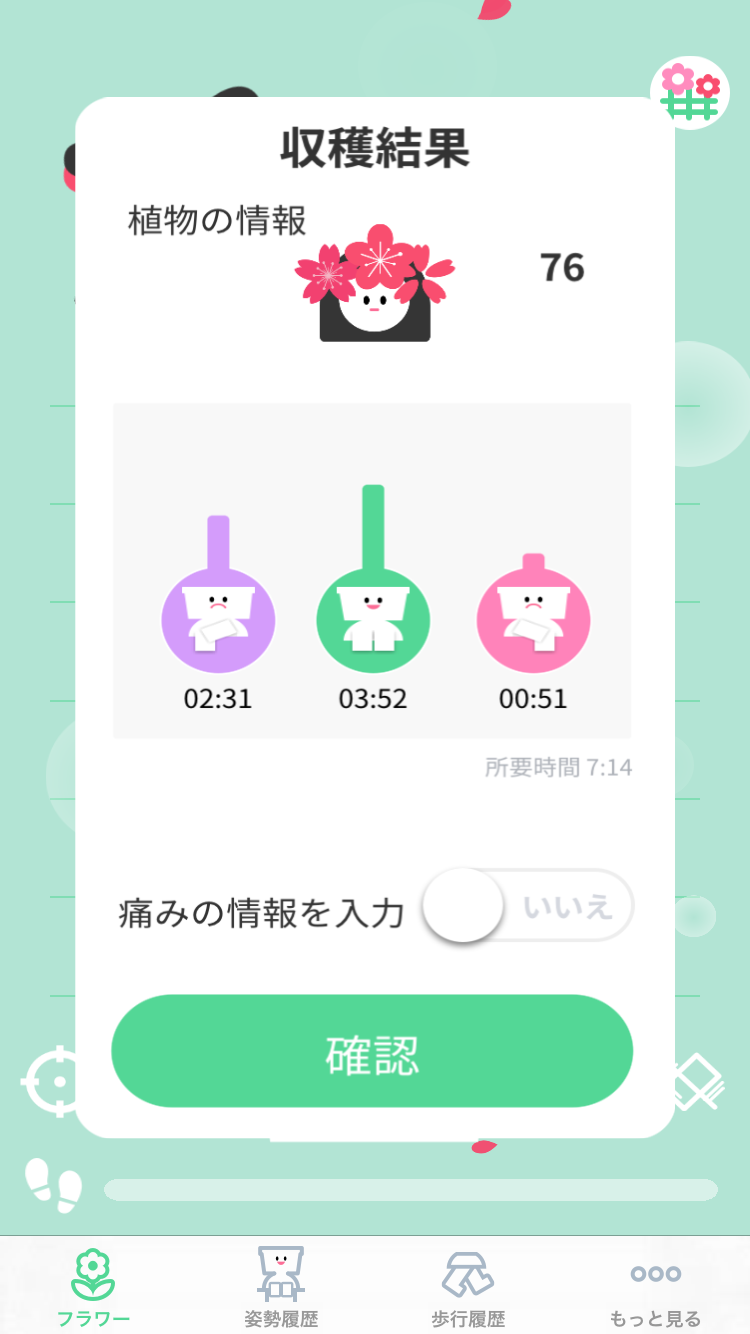 収穫結果
植物の情報
76
02:31 03:52 00:51
所要時間 7:14
痛みの情報を入力 いいえ
確認
フラワー 姿勢履歴 歩行履歴 もっと見る